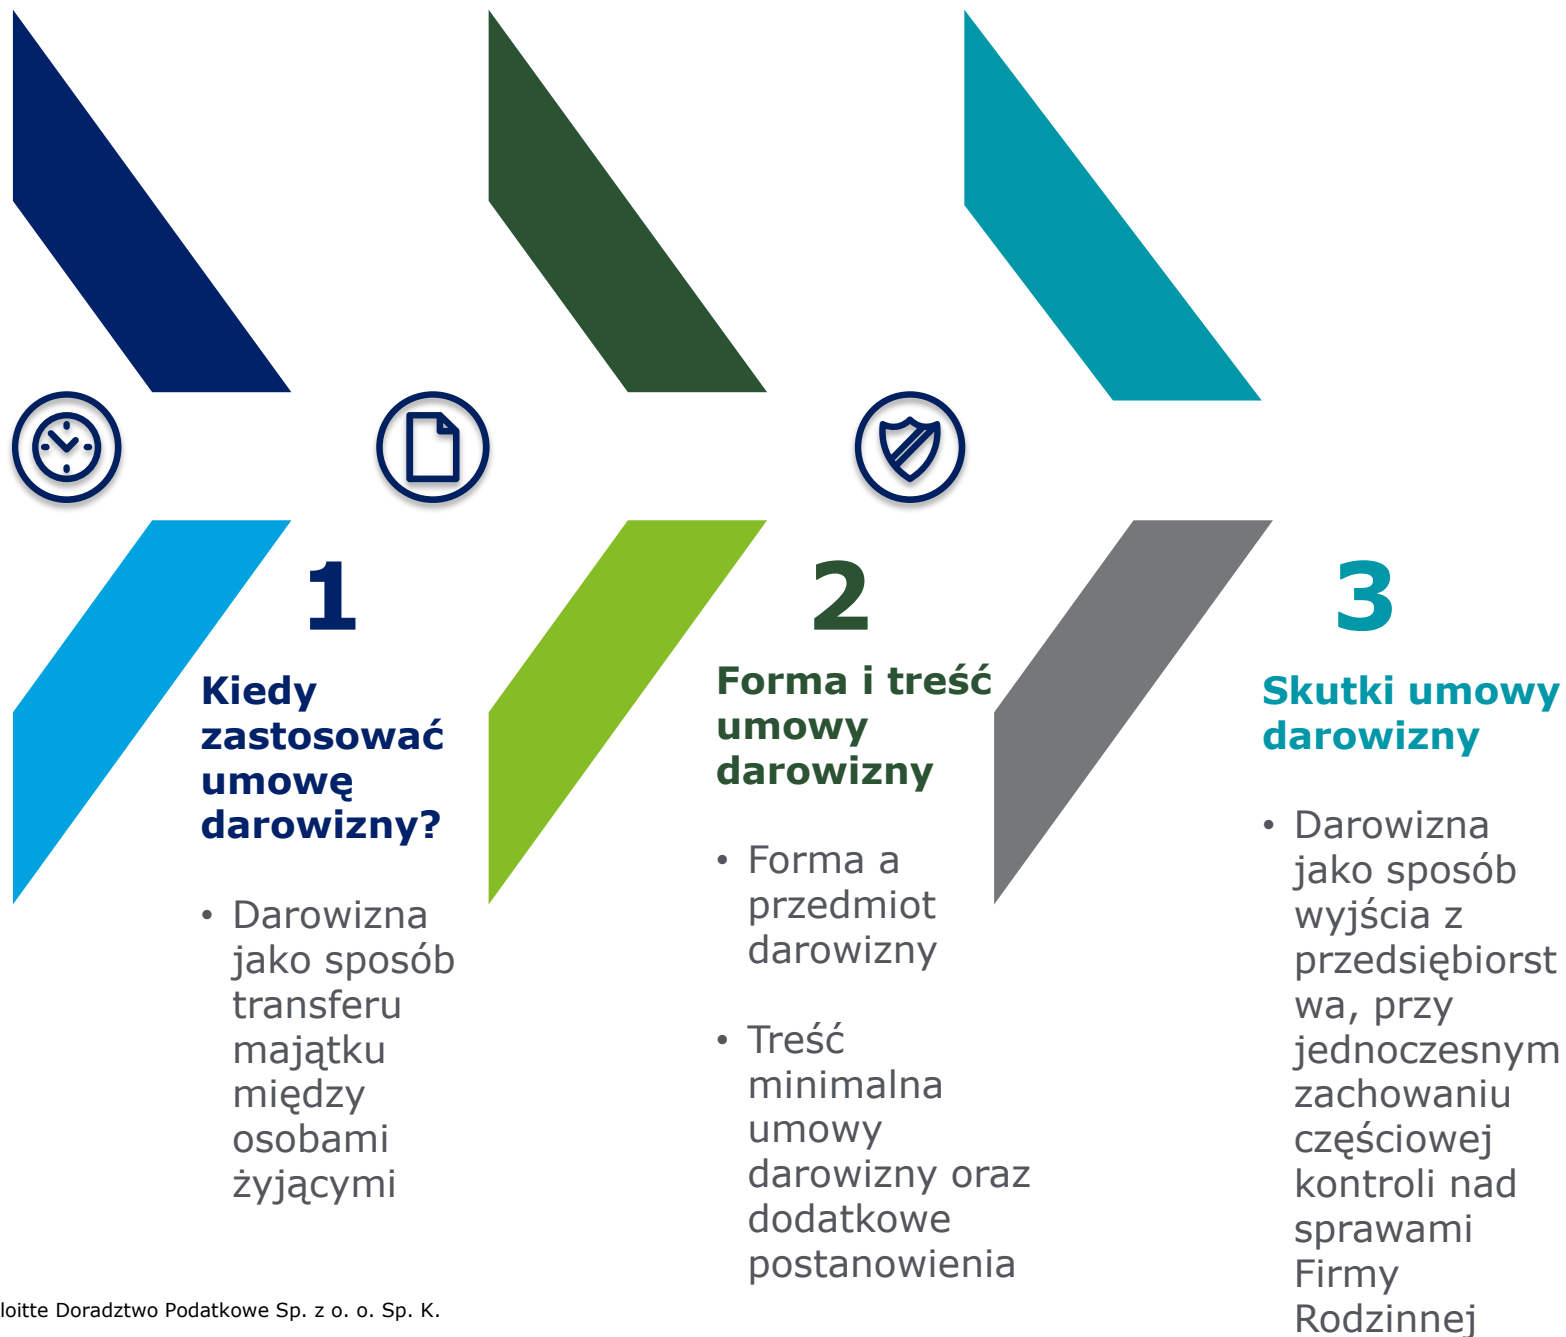 1
Kiedy
zastosować
umowę
darowizny?
• Darowizna
jako sposób
transferu
majątku
między
osobami
żyjącymi
2
Forma i treść
umowy
darowizny
• Forma a
przedmiot
darowizny
• Treść
minimalna
umowy
darowizny oraz
dodatkowe
postanowienia
3
Skutki umowy
darowizny
• Darowizna
jako sposób
wyjścia z
przedsiębiorst
wa, przy
jednoczesnym
zachowaniu
częściowej
kontroli nad
sprawami
Firmy
Rodzinnej
loitte Doradztwo Podatkowe Sp. z o. o. Sp. K.